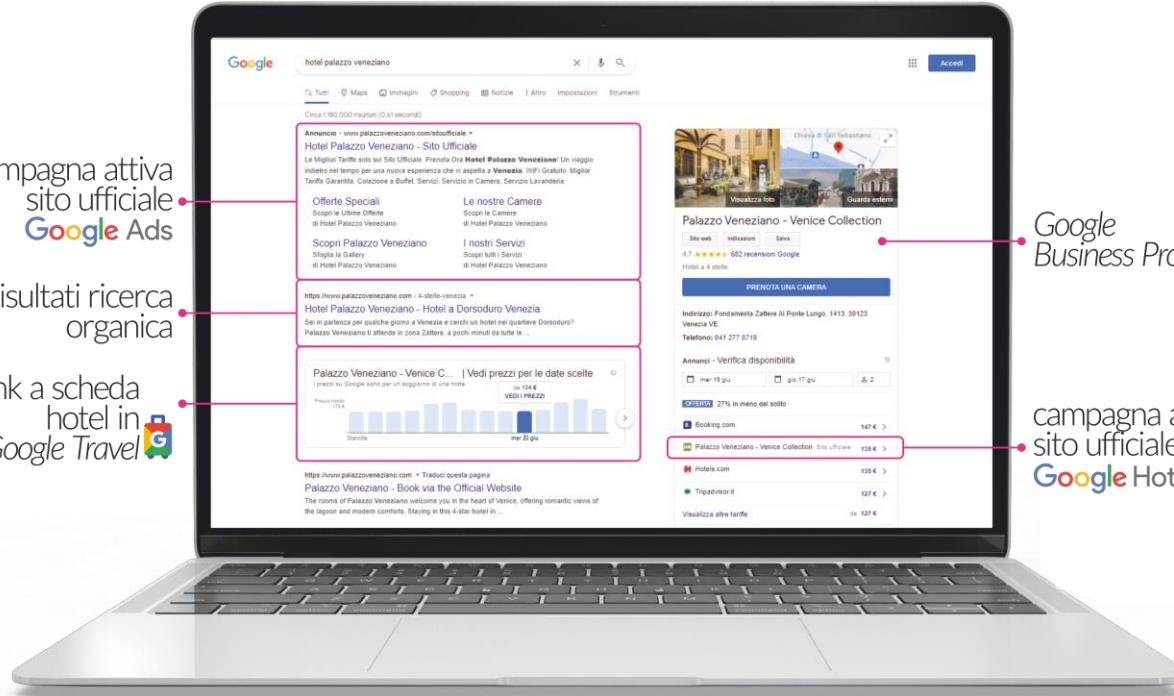 Google
hotel palazzo veneziano
Accedi
Tutti Maps Immagini Shopping Notizie Altro Impostazioni Strumenti
Circa 1.180.000 risultati (0,61 secondi)
mpagna attiva
sito ufficiale
Google Ads
isultati ricerca
organica
nk a scheda
hotel in
Google Travel
Annuncio · www.palazzoveneziano.com/sitoufficiale
Hotel Palazzo Veneziano - Sito Ufficiale
Le Migliori Tariffe solo sul Sito Ufficiale. Prenota Ora Hotel Palazzo Veneziano! Un viaggio
indietro nel tempo per una nuova esperienza che vi aspetta a Venezia. WiFi Gratuito. Miglior
Tariffa Garantita. Colazione a Buffet. Servizi: Servizio in Camera, Servizio Lavanderia.
Offerte Speciali
Scopri le Ultime Offerte
di Hotel Palazzo Veneziano
Le nostre Camere
Scopri le Camere
di Hotel Palazzo Veneziano
Scopri Palazzo Veneziano
Sfoglia la Gallery
di Hotel Palazzo Veneziano
I nostri Servizi
Scopri tutti i Servizi
di Hotel Palazzo Veneziano
https://www.palazzoveneziano.com › 4-stelle-venezia
Hotel Palazzo Veneziano - Hotel a Dorsoduro Venezia
Sei in partenza per qualche giorno a Venezia e cerchi un hotel nel quartiere Dorsoduro?
Palazzo Veneziano ti attende in zona Zattere, a pochi minuti da tutte le ...
Palazzo Veneziano - Venice C... | Vedi prezzi per le date scelte
I prezzi su Google sono per un soggiorno di una notte
da 124 €
VEDI I PREZZI
Prezzo medio
Stanotte
mer 23 giu
https://www.palazzoveneziano.com Traduci questa pagina
Palazzo Veneziano - Book via the Official Website
The rooms of Palazzo Veneziano welcome you in the heart of Venice, offering romantic views of
the lagoon and modern comforts. Staying in this 4-star hotel in ...
Chiesa di San Sebastiano
Visualizza foto
Guarda estern
Palazzo Veneziano - Venice Collection
Sito web Indicazioni Salva
4,7 682 recensioni Google
Hotel a 4 stelle
PRENOTA UNA CAMERA
Indirizzo: Fondamenta Zattere Al Ponte Lungo, 1413, 30123
Venezia VE
Telefono: 041 277 8719
Annunci · Verifica disponibilità
mer 16 giu gio 17 giu 2
OFFERTA 27% in meno del solito
Booking.com 147 €
Palazzo Veneziano - Venice Collection Sito ufficiale 135 €
Hotels.com 135 €
Tripadvisor.it 127 €
Visualizza altre tariffe da 127 €
Google
Business Pro
campagna a
sito ufficiale
Google Hot